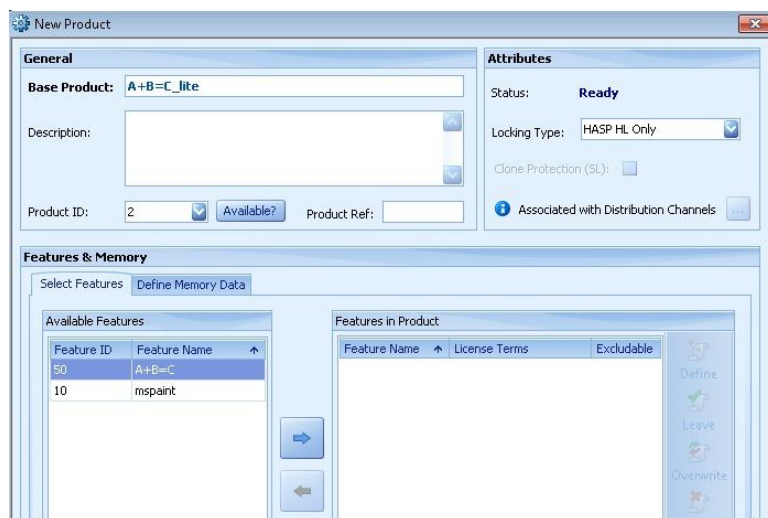 New Product
General
Base Product: A+B=C_lite
Description:
Product ID: 2 Available? Product Ref:
Attributes
Status: Ready
Locking Type: HASP HL Only
Clone Protection (SL):
Associated with Distribution Channels ...
Features & Memory
Select Features Define Memory Data
Available Features
Feature ID Feature Name
50 A+B=C
10 mspaint
Features in Product
Feature Name License Terms Excludable
Define
Leave
Overwrite